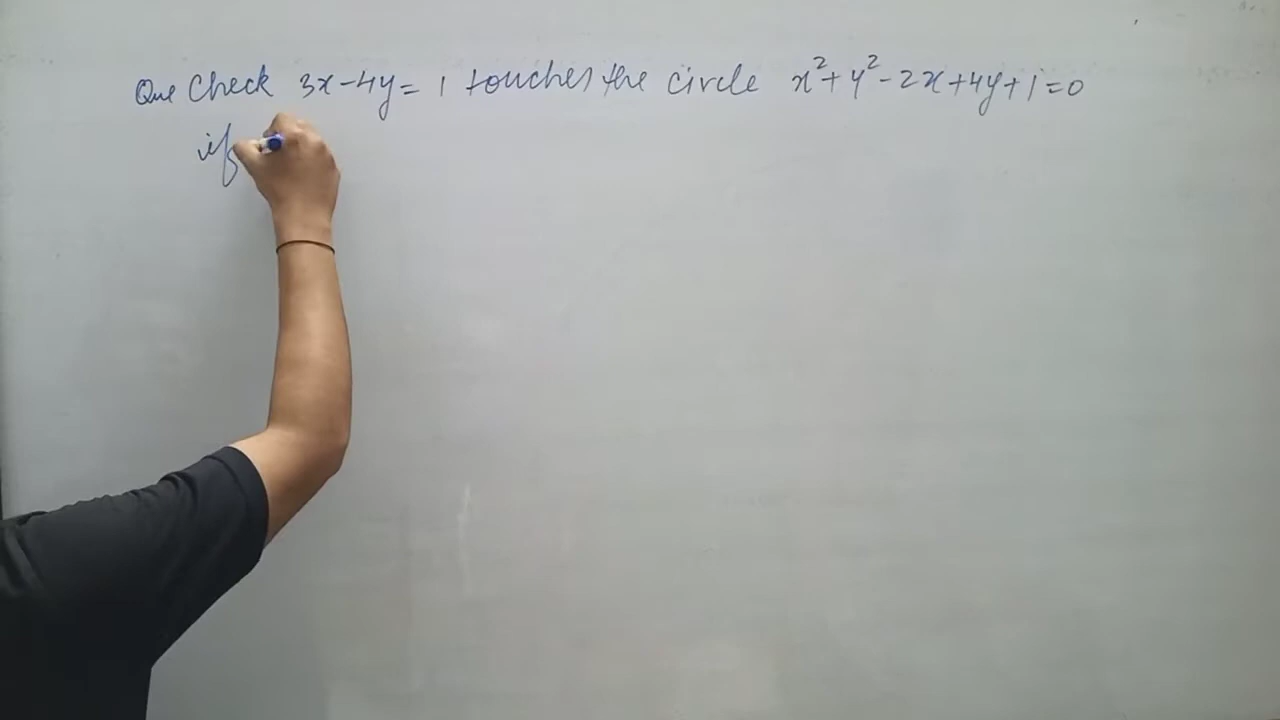 Que Check 3x-4y= 1 touches the circle x²+y²-2x+4y+1=0
if